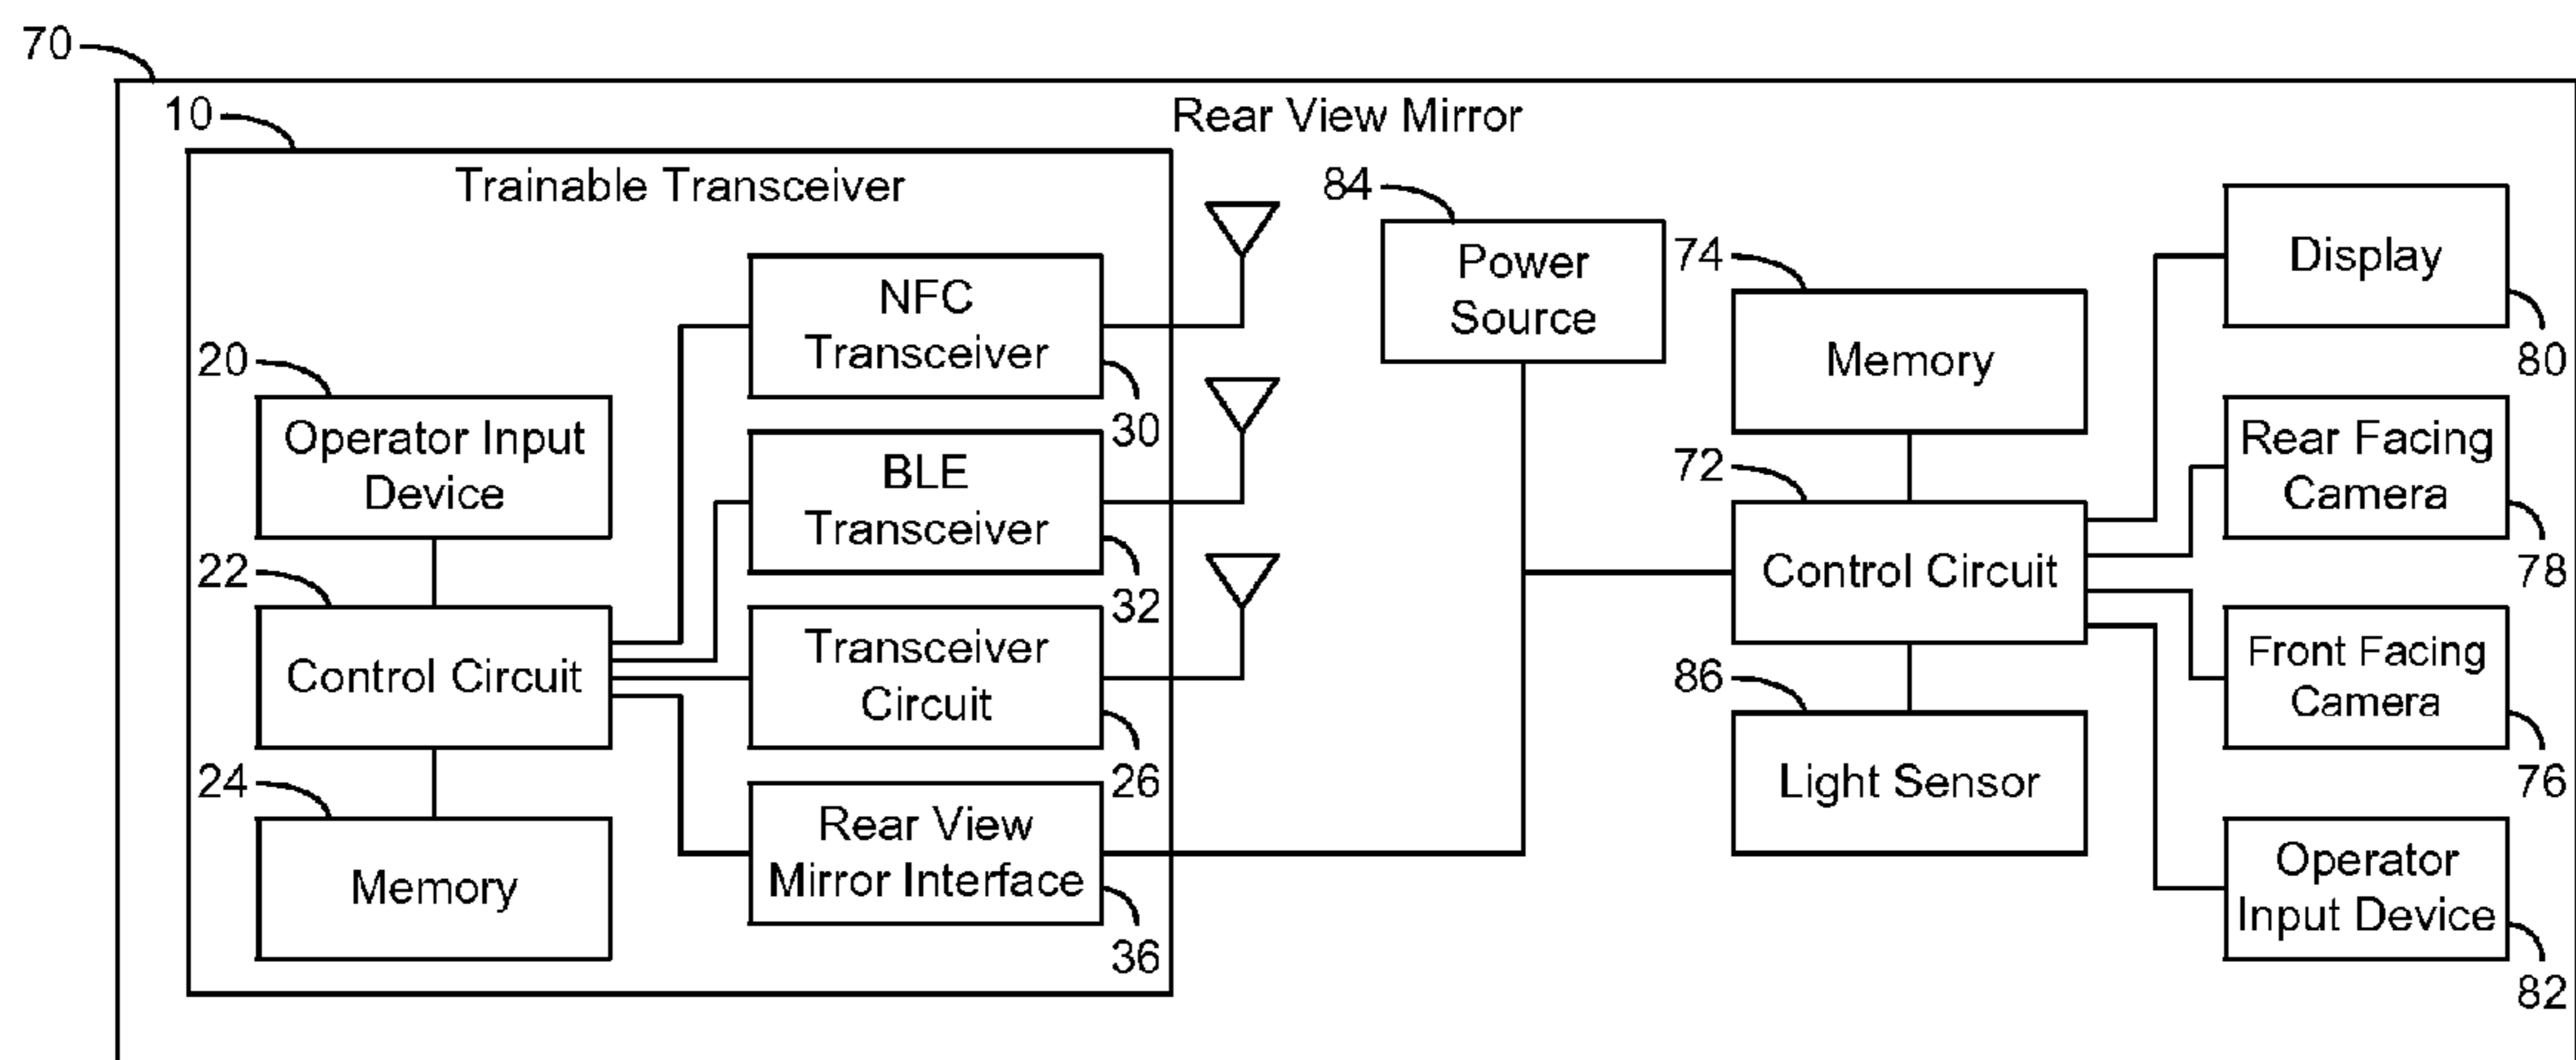 70
10
Rear View Mirror
Trainable Transceiver
84
Power
Source
74
Memory
Display
80
NFC
Transceiver
30
20
Operator Input
Device
BLE
Transceiver
32
72
Control Circuit
Rear Facing
Camera
78
22
Control Circuit
Transceiver
Circuit
26
86
Light Sensor
Front Facing
Camera
76
24
Memory
Rear View
Mirror Interface
36
Operator
Input Device
82